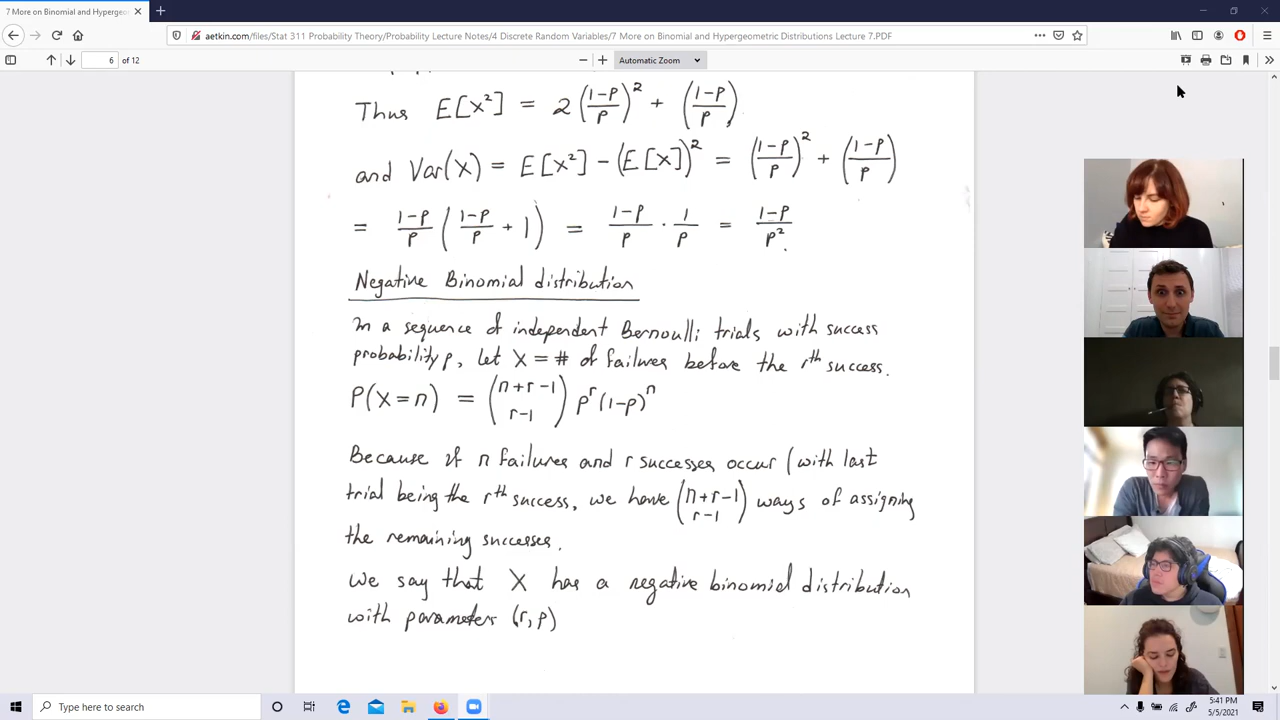 7 More on Binomial and Hypergeo
aetkin.com/files/Stat 311 Probability Theory/Probability Lecture Notes/4 Discrete Random Variables/7 More on Binomial and Hypergeometric Distributions Lecture 7.PDF
6 of 12
Automatic Zoom
Thus E[X²] = 2((1-p)/p)² + ((1-p)/p),
and Var(X) = E[X²] - (E[X])² = ((1-p)/p)² + ((1-p)/p)
= (1-p)/p ((1-p)/p + 1) = (1-p)/p · 1/p = (1-p)/p².
Negative Binomial distribution
In a sequence of independent Bernoulli trials with success
probability p, let X = # of failures before the rth success.
P(X=n) = (n+r-1 r-1) p^r (1-p)^n
Because if n failures and r successes occur (with last
trial being the rth success, we have (n+r-1 r-1) ways of assigning
the remaining successes.
We say that X has a negative binomial distribution
with parameters (r, p)
Type here to search
5:41 PM
5/5/2021